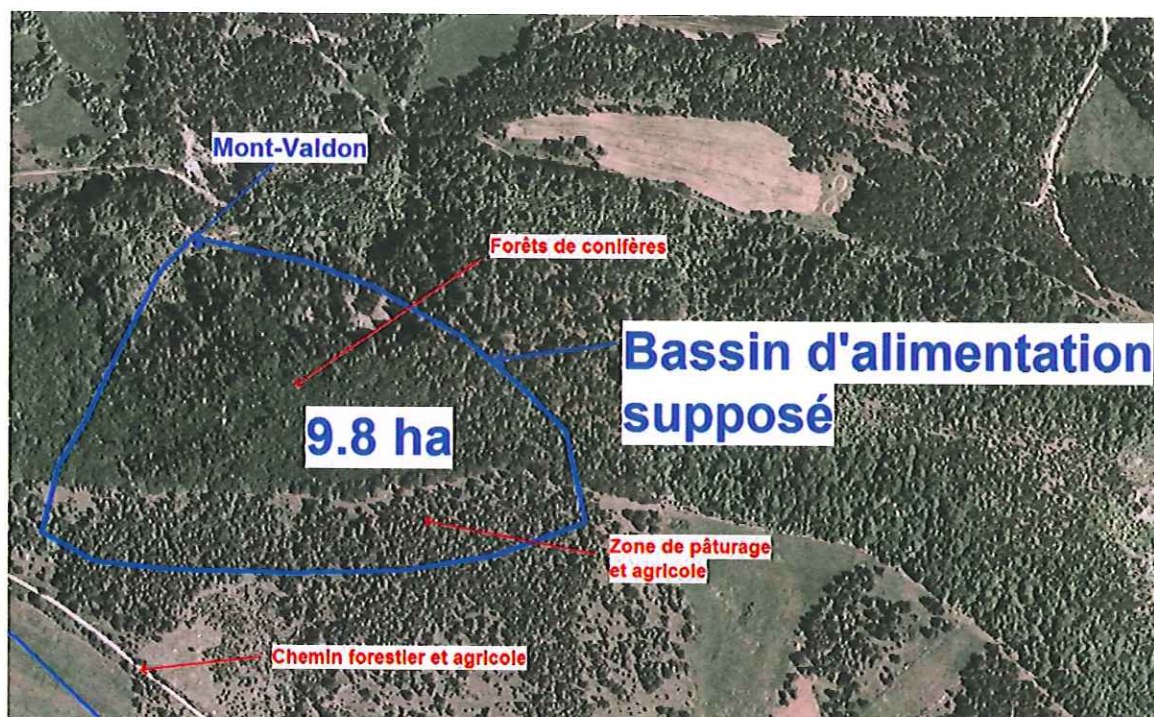 Mont-Valdon
Forêts de conifères
Bassin d'alimentation
supposé
9.8 ha
Zone de pâturage
et agricole
Chemin forestier et agricole